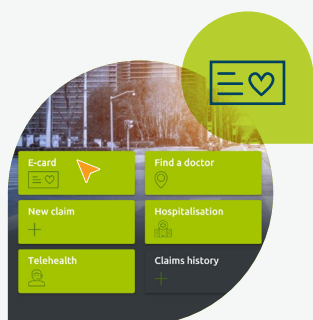 E-card
Find a doctor
New claim
Hospitalisation
Telehealth
Claims history